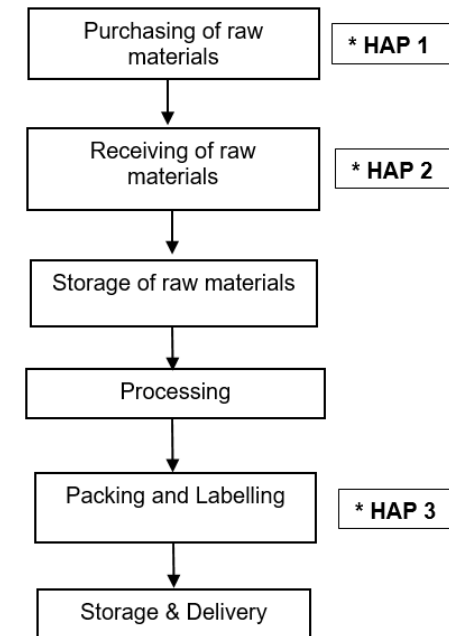 Purchasing of raw
materials
* HAP 1
Receiving of raw
materials
* HAP 2
Storage of raw materials
Processing
Packing and Labelling
* HAP 3
Storage & Delivery